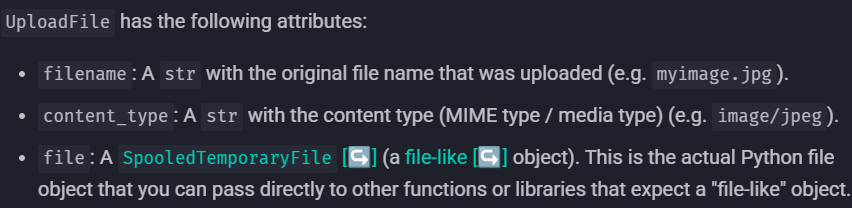 UploadFile has the following attributes:
• filename: A str with the original file name that was uploaded (e.g. myimage.jpg).
• content_type: A str with the content type (MIME type / media type) (e.g. image/jpeg).
• file: A SpooledTemporaryFile [↪] (a file-like [↪] object). This is the actual Python file
object that you can pass directly to other functions or libraries that expect a "file-like" object.